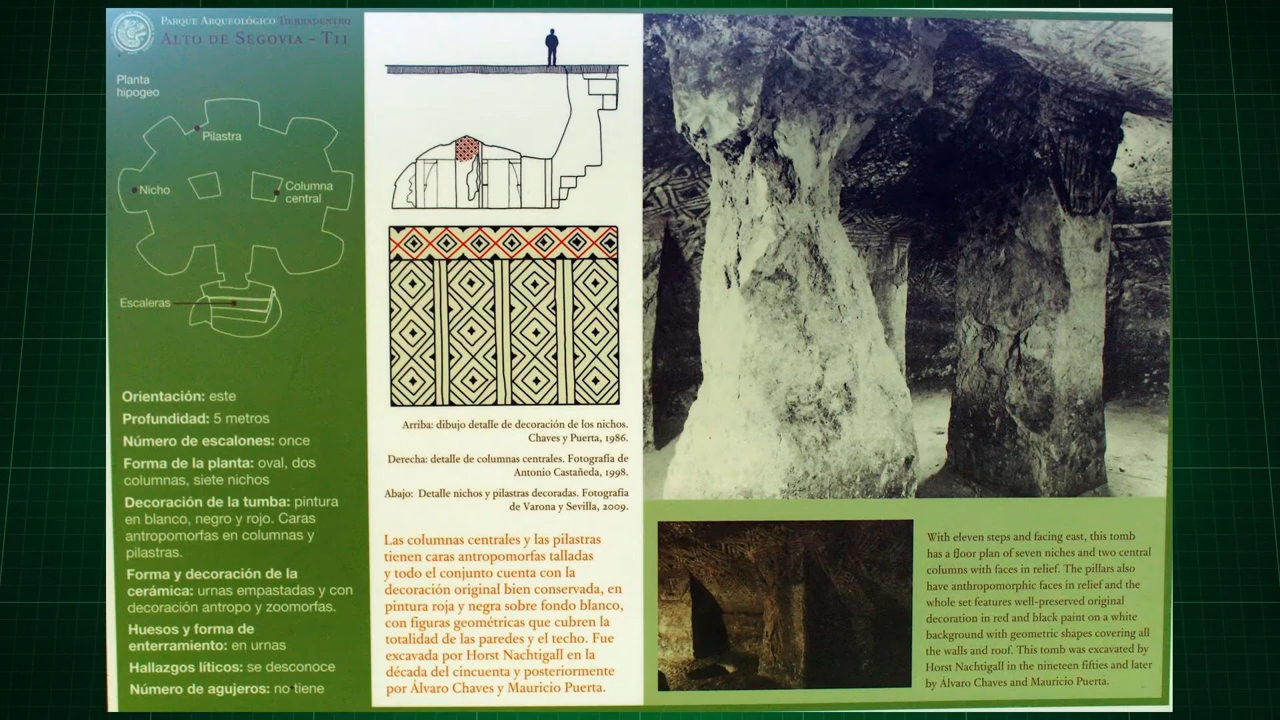 PARQUE ARQUEOLÓGICO TIERRADENTRO
ALTO DE SEGOVIA - T11
Planta
hipogeo
Pilastra
Nicho
Columna
central
Escaleras
Orientación: este
Profundidad: 5 metros
Número de escalones: once
Forma de la planta: oval, dos
columnas, siete nichos
Decoración de la tumba: pintura
en blanco, negro y rojo. Caras
antropomorfas en columnas y
pilastras.
Forma y decoración de la
cerámica: urnas empastadas y con
decoración antropo y zoomorfas.
Huesos y forma de
enterramiento: en urnas
Hallazgos líticos: se desconoce
Número de agujeros: no tiene
Arriba: dibujo detalle de decoración de los nichos.
Chaves y Puerta, 1986.
Derecha: detalle de columnas centrales. Fotografía de
Antonio Castañeda, 1998.
Abajo: Detalle nichos y pilastras decoradas. Fotografía
de Varona y Sevilla, 2009.
Las columnas centrales y las pilastras
tienen caras antropomorfas talladas
y todo el conjunto cuenta con la
decoración original bien conservada, en
pintura roja y negra sobre fondo blanco,
con figuras geométricas que cubren la
totalidad de las paredes y el techo. Fue
excavada por Horst Nachtigall en la
década del cincuenta y posteriormente
por Álvaro Chaves y Mauricio Puerta.
With eleven steps and facing east, this tomb
has a floor plan of seven niches and two central
columns with faces in relief. The pillars also
have anthropomorphic faces in relief and the
whole set features well-preserved original
decoration in red and black paint on a white
background with geometric shapes covering all
the walls and roof. This tomb was excavated by
Horst Nachtigall in the nineteen fifties and later
by Álvaro Chaves and Mauricio Puerta.